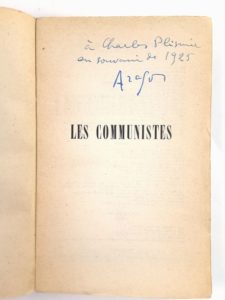 à Charles Plisnier
en souvenir de 1925
Aragon
LES COMMUNISTES